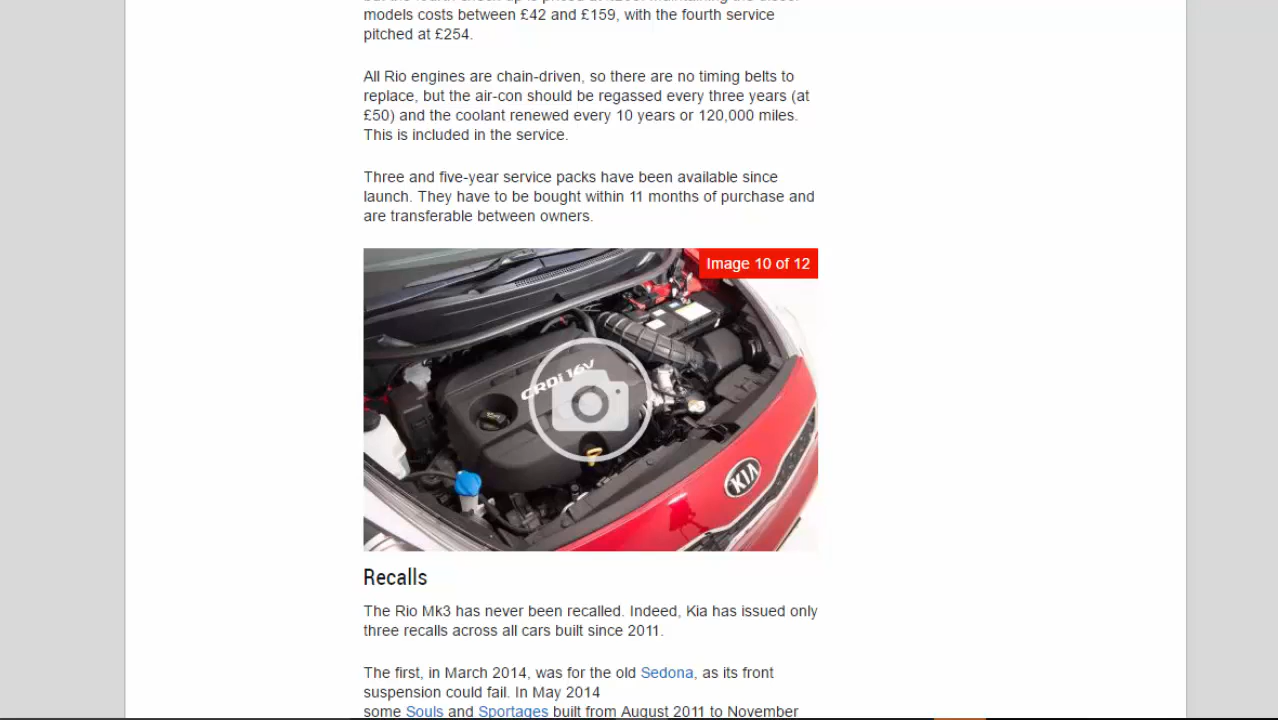 models costs between £42 and £159, with the fourth service
pitched at £254.
All Rio engines are chain-driven, so there are no timing belts to
replace, but the air-con should be regassed every three years (at
£50) and the coolant renewed every 10 years or 120,000 miles.
This is included in the service.
Three and five-year service packs have been available since
launch. They have to be bought within 11 months of purchase and
are transferable between owners.
Image 10 of 12
CRDi 16V
KIA
Recalls
The Rio Mk3 has never been recalled. Indeed, Kia has issued only
three recalls across all cars built since 2011.
The first, in March 2014, was for the old Sedona, as its front
suspension could fail. In May 2014
some Souls and Sportages built from August 2011 to November